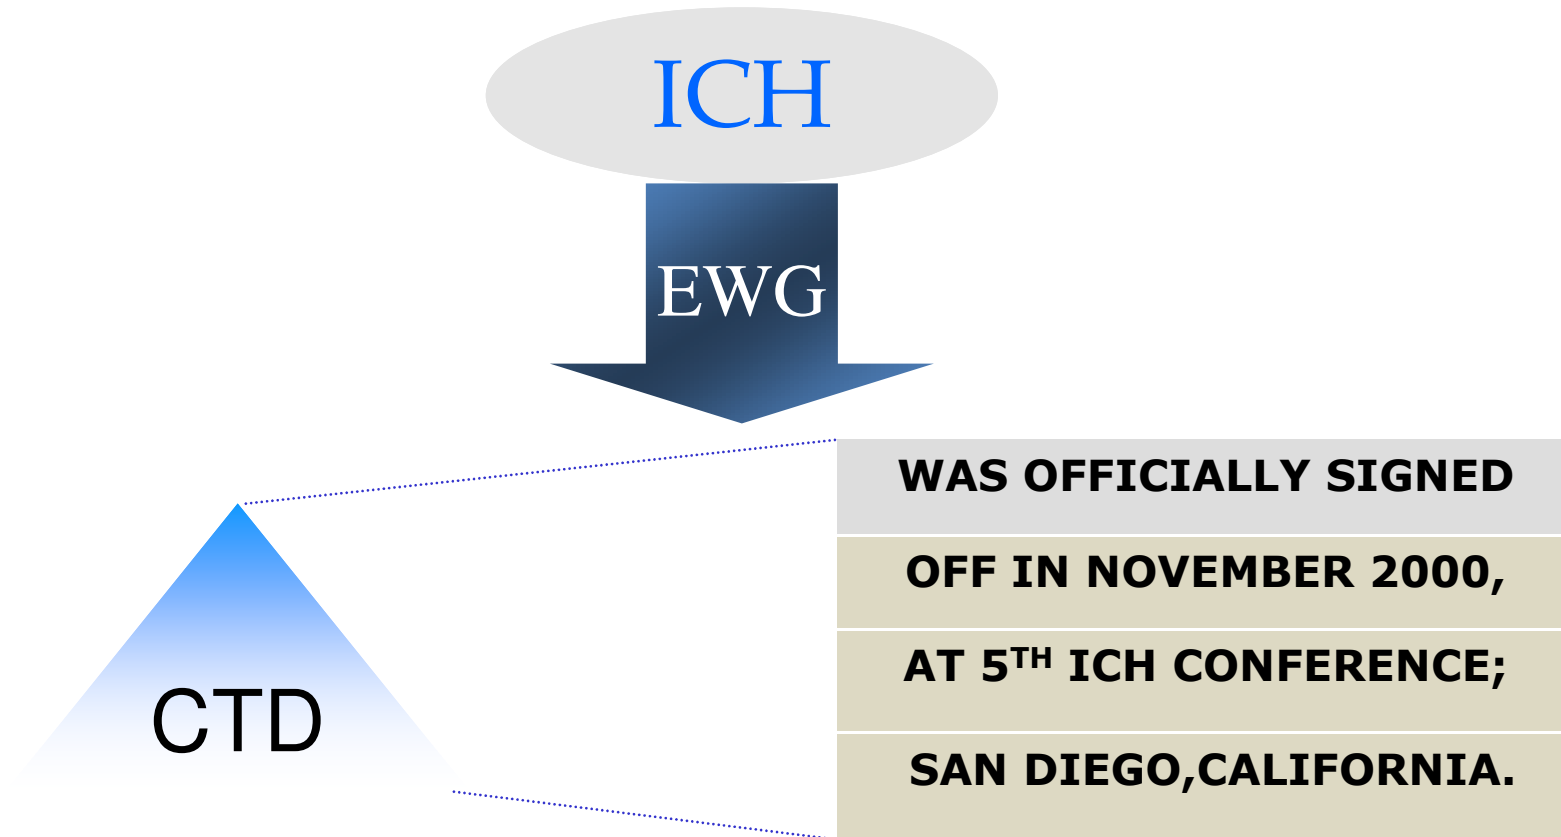 ICH
EWG
WAS OFFICIALLY SIGNED
OFF IN NOVEMBER 2000,
AT 5TH ICH CONFERENCE;
SAN DIEGO,CALIFORNIA.
CTD